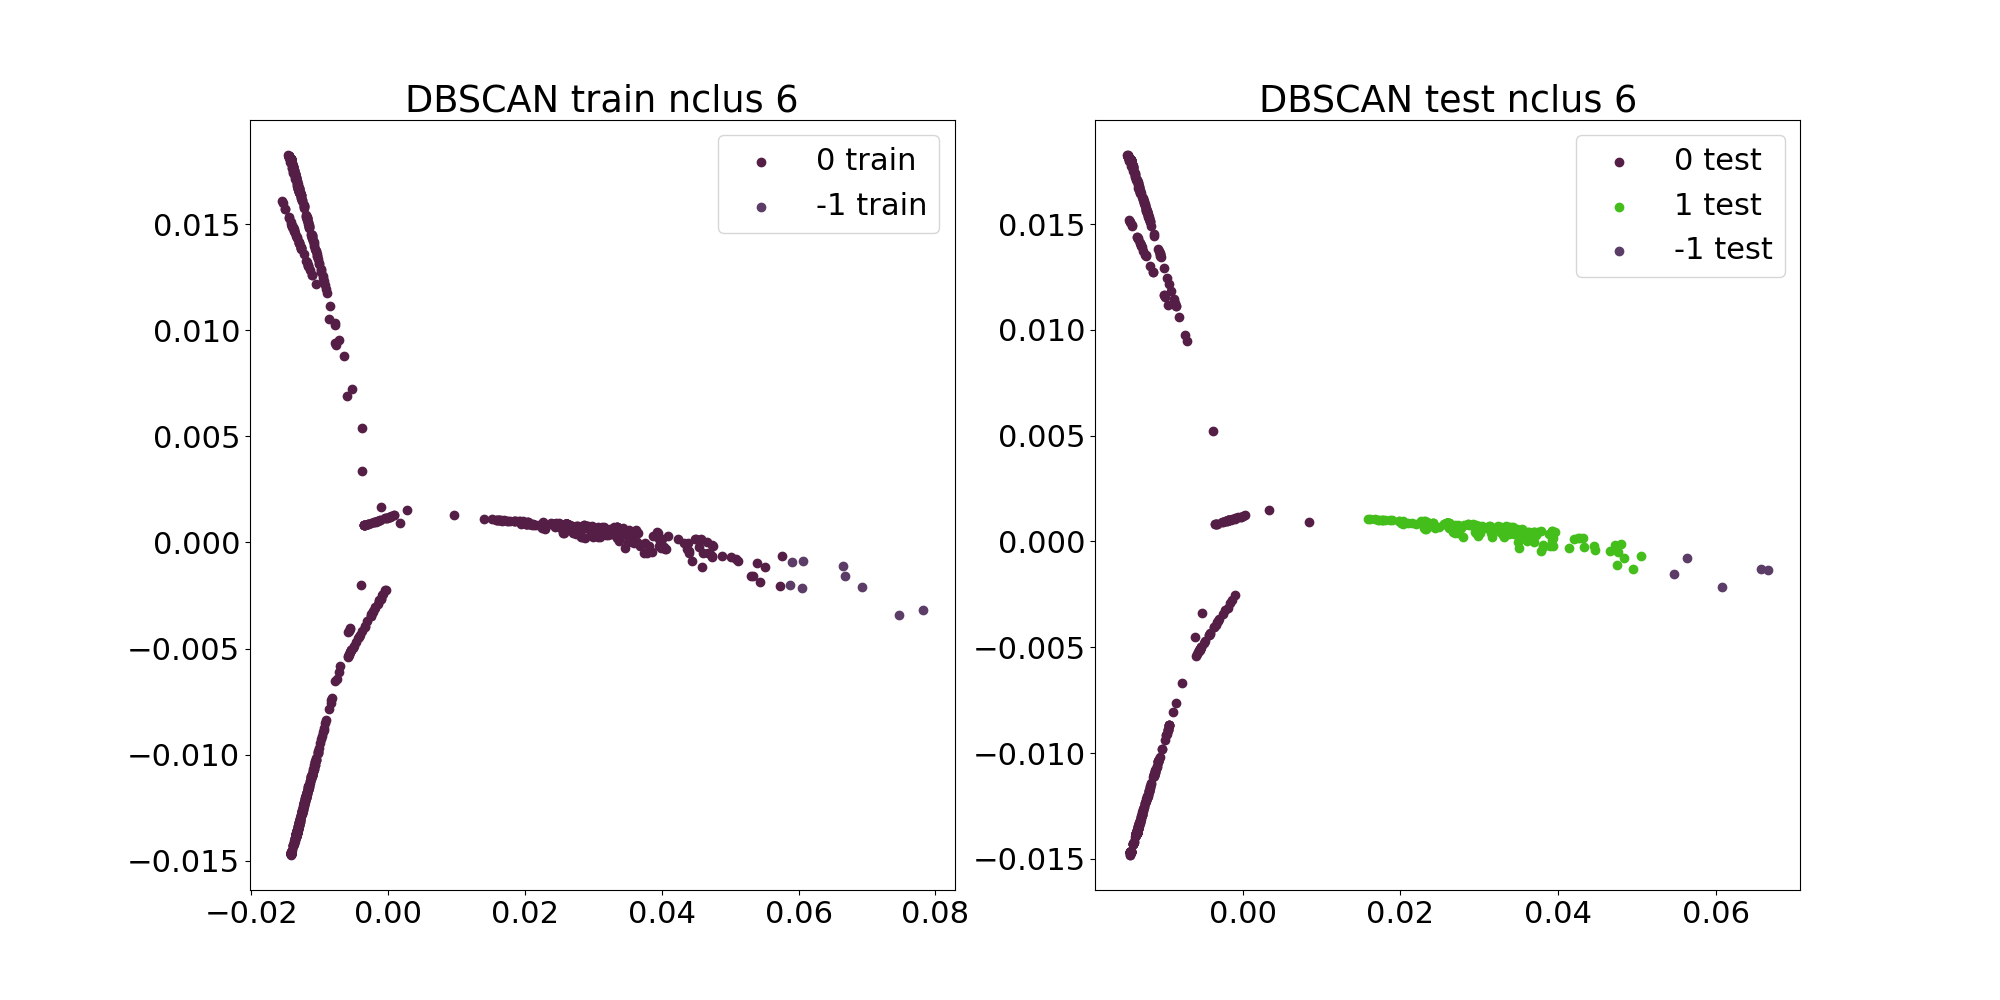 DBSCAN train nclus 6
0 train
-1 train
0.015
0.010
0.005
0.000
−0.005
−0.010
−0.015
−0.02 0.00 0.02 0.04 0.06 0.08
DBSCAN test nclus 6
0 test
1 test
-1 test
0.015
0.010
0.005
0.000
−0.005
−0.010
−0.015
0.00 0.02 0.04 0.06